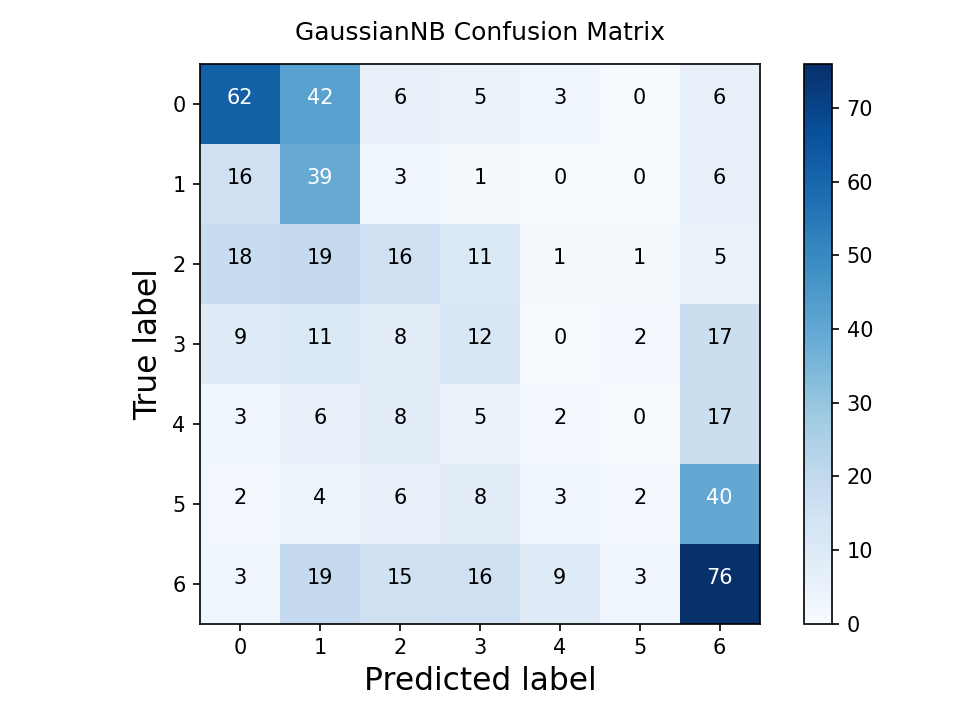 GaussianNB Confusion Matrix
True label
0 62 42 6 5 3 0 6
1 16 39 3 1 0 0 6
2 18 19 16 11 1 1 5
3 9 11 8 12 0 2 17
4 3 6 8 5 2 0 17
5 2 4 6 8 3 2 40
6 3 19 15 16 9 3 76
0 1 2 3 4 5 6
Predicted label
70
60
50
40
30
20
10
0